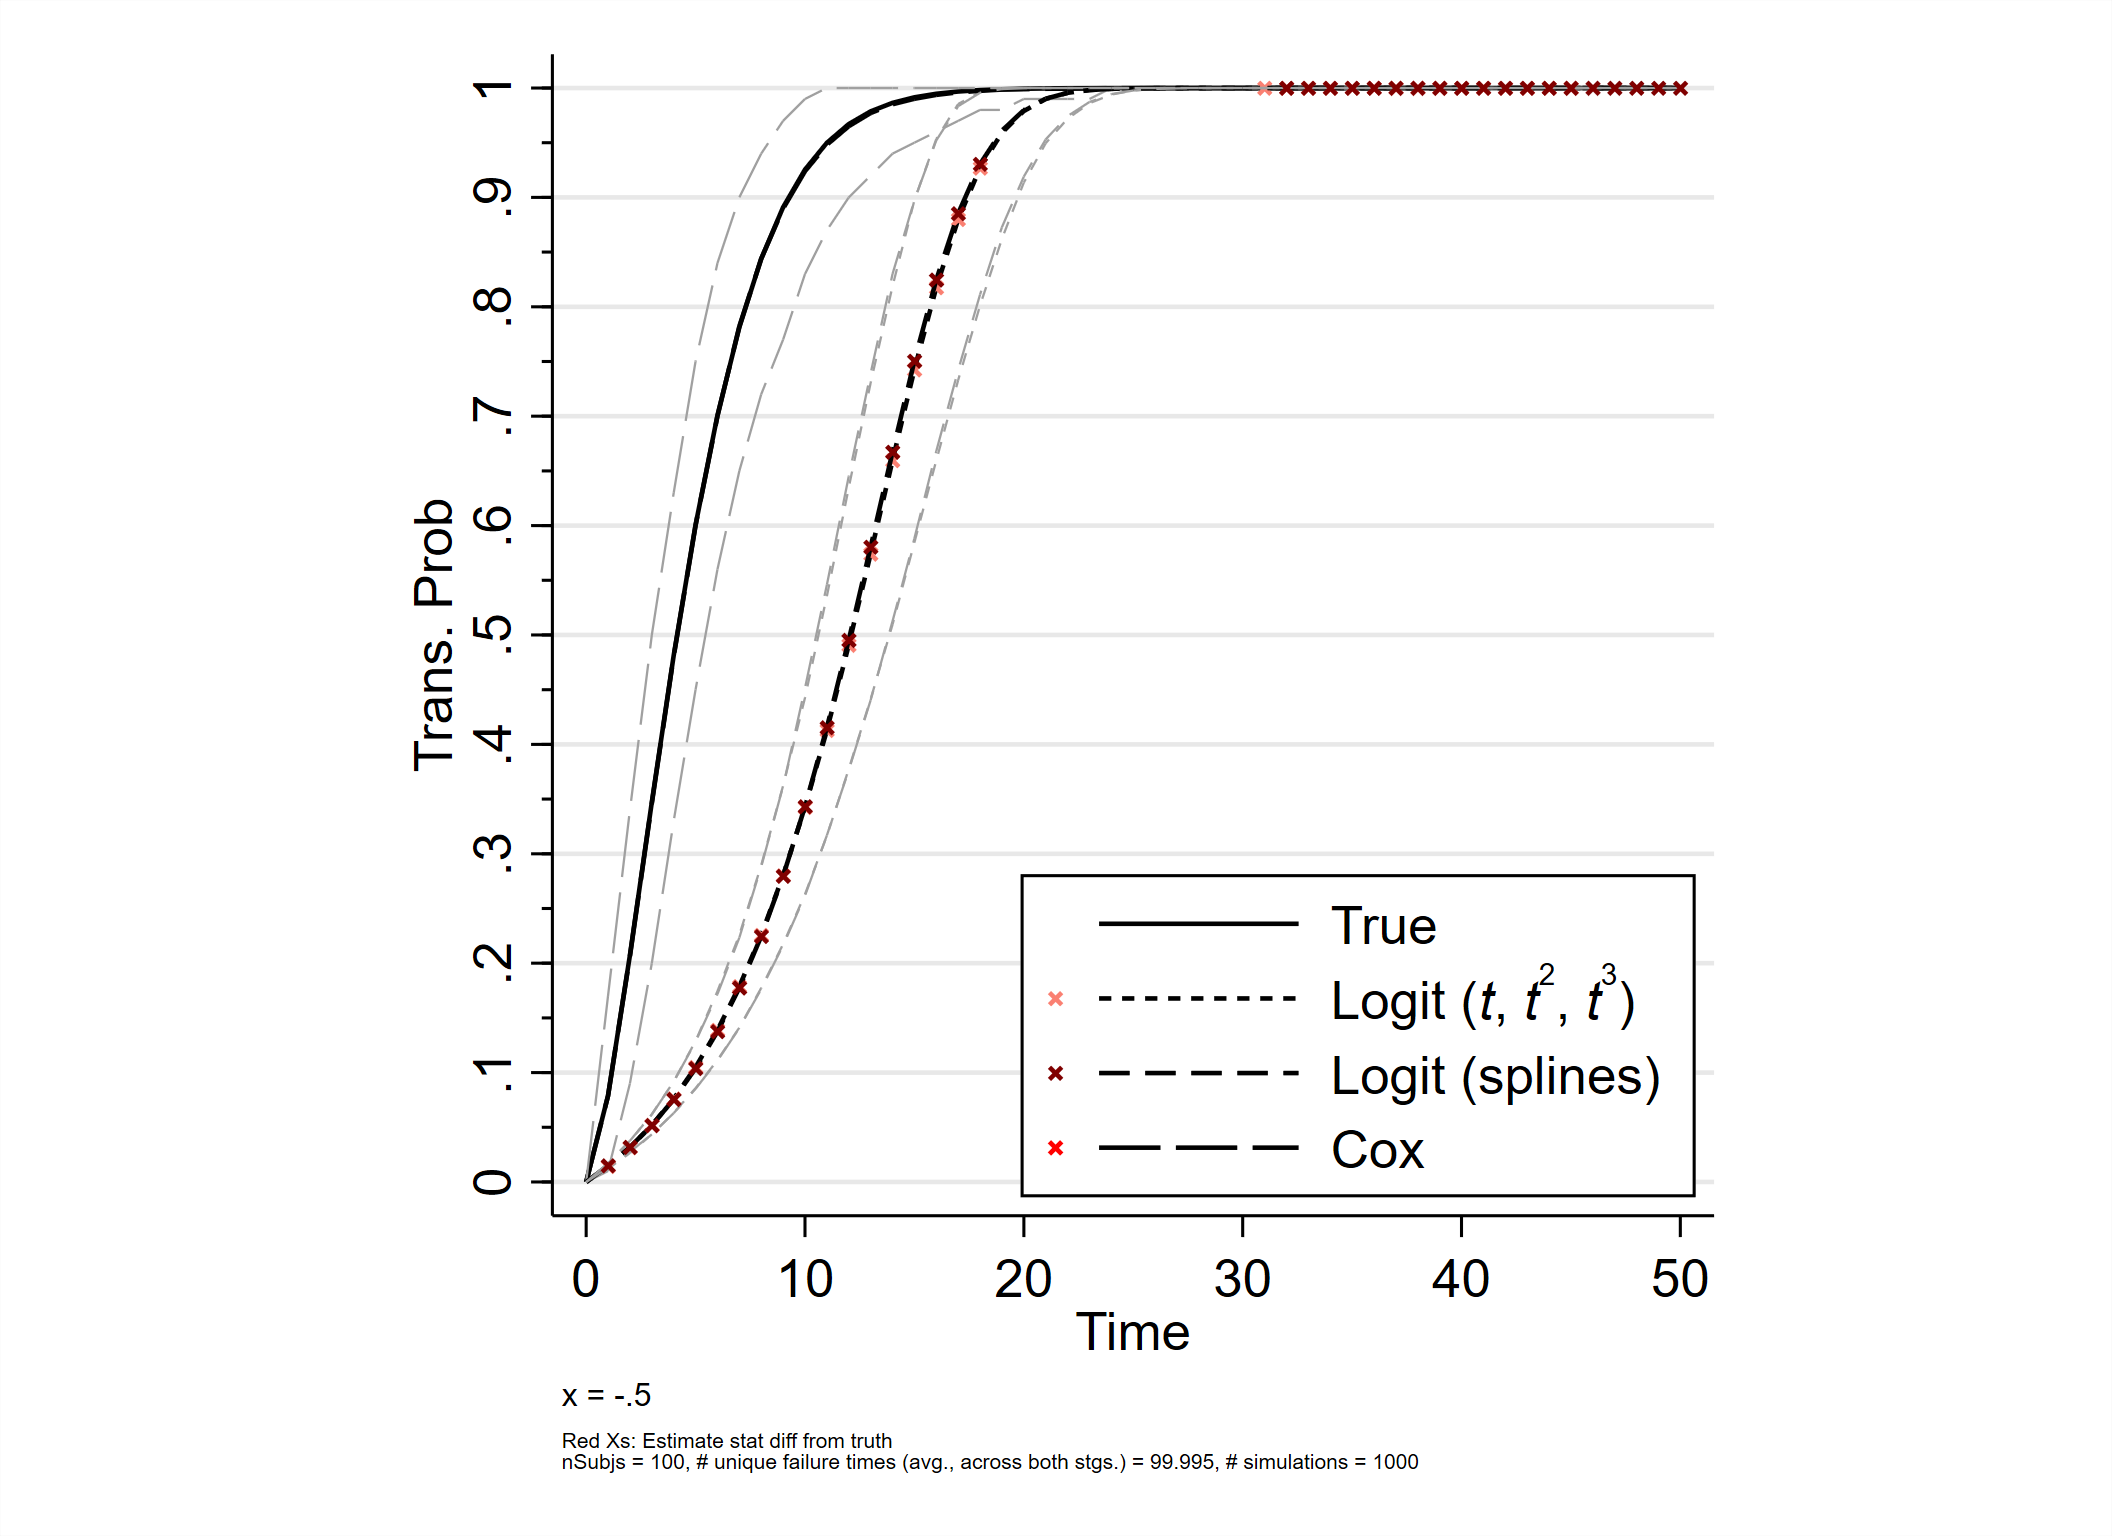 1
.9
.8
.7
.6
.5
.4
.3
.2
.1
0
Trans. Prob
True
Logit (t, t², t³)
Logit (splines)
Cox
0 10 20 30 40 50
Time
x = -.5
Red Xs: Estimate stat diff from truth
nSubjs = 100, # unique failure times (avg., across both stgs.) = 99.995, # simulations = 1000